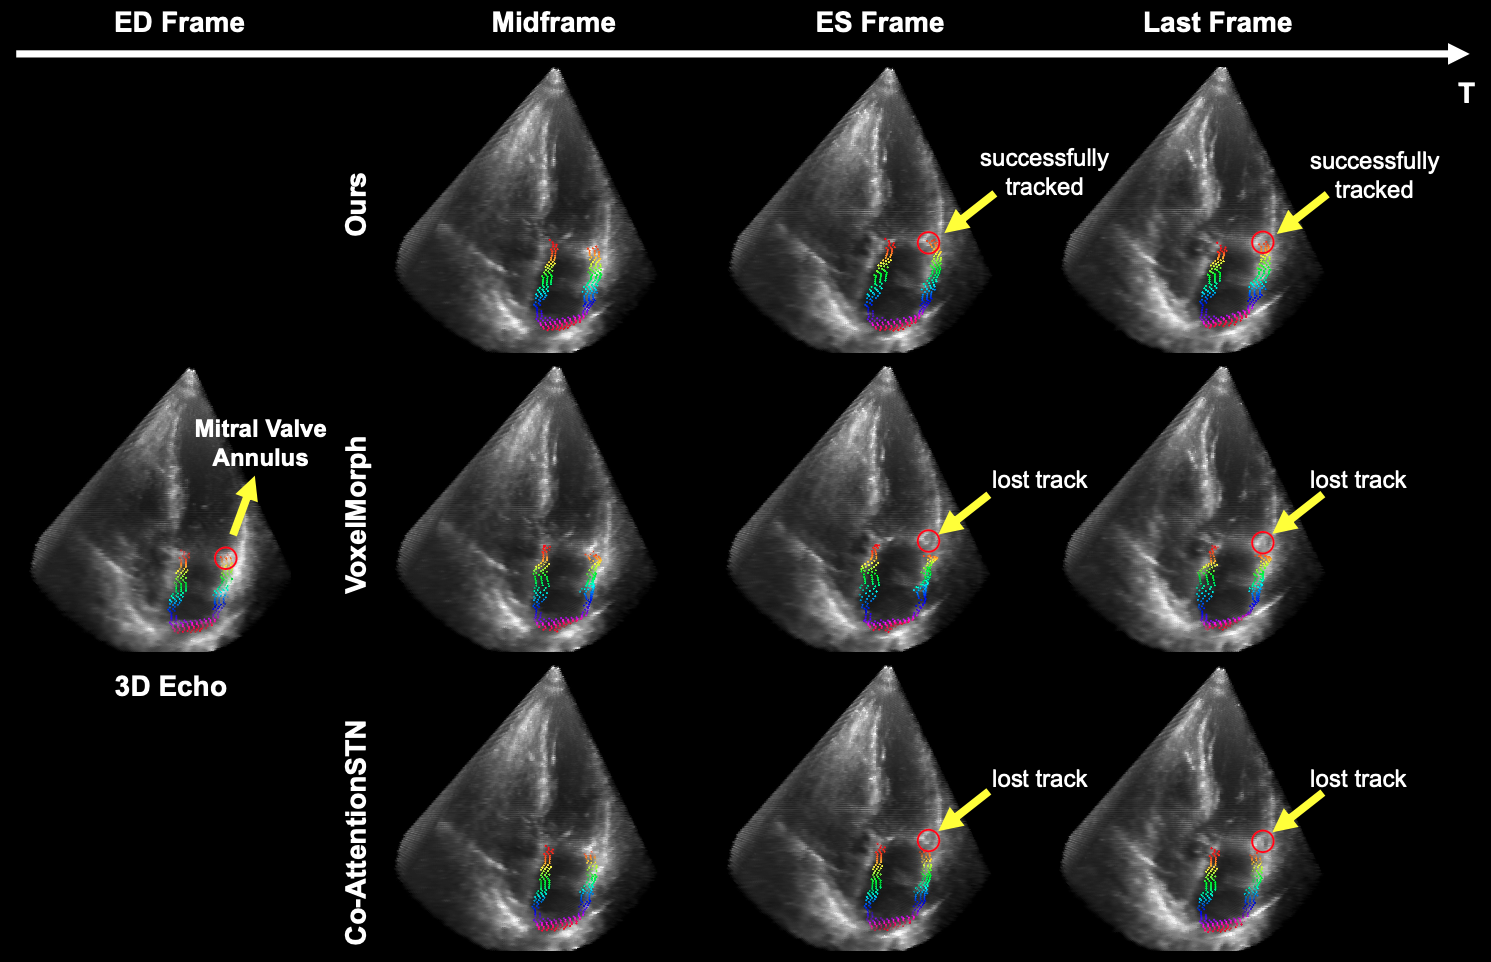 ED Frame
Midframe
ES Frame
Last Frame
T
Ours
successfully
tracked
successfully
tracked
Mitral Valve
Annulus
3D Echo
VoxelMorph
lost track
lost track
Co-AttentionSTN
lost track
lost track